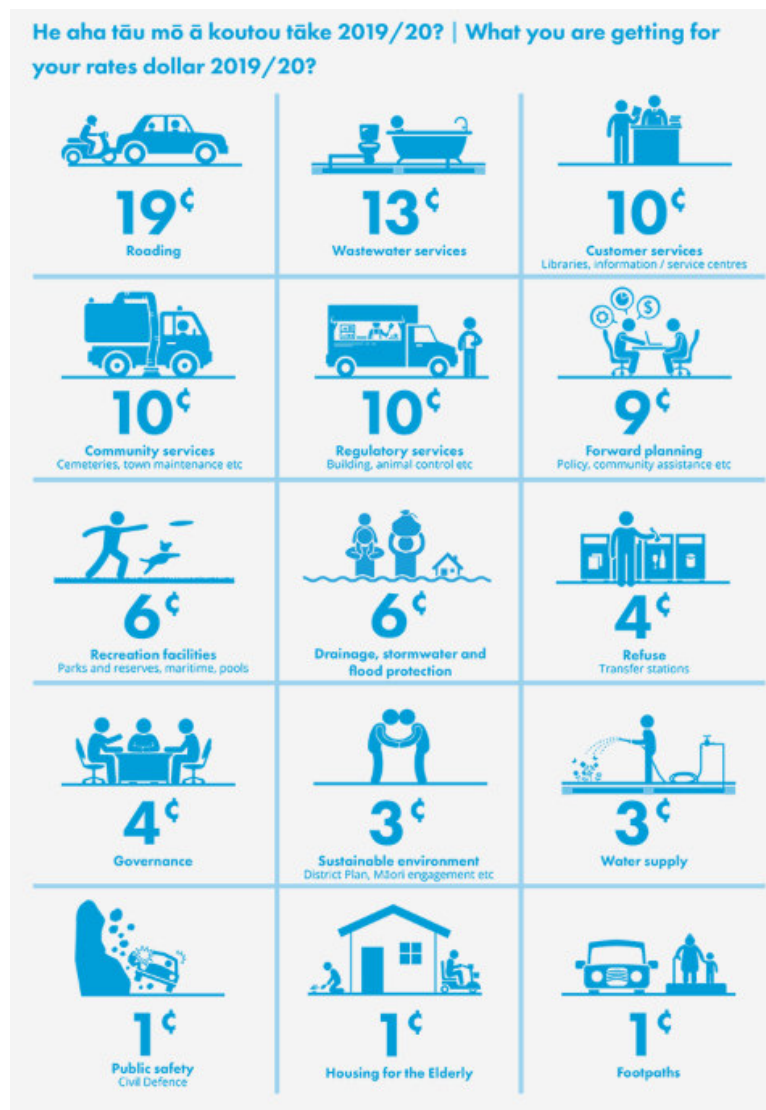 He aha tāu mō ā koutou tāke 2019/20? | What you are getting for
your rates dollar 2019/20?
19¢
Roading
13¢
Wastewater services
10¢
Customer services
Libraries, information / service centres
10¢
Community services
Cemeteries, town maintenance etc
10¢
Regulatory services
Building, animal control etc
9¢
Forward planning
Policy, community assistance etc
6¢
Recreation facilities
Parks and reserves, maritime, pools
6¢
Drainage, stormwater and
flood protection
4¢
Refuse
Transfer stations
4¢
Governance
3¢
Sustainable environment
District Plan, Māori engagement etc
3¢
Water supply
1¢
Public safety
Civil Defence
1¢
Housing for the Elderly
1¢
Footpaths